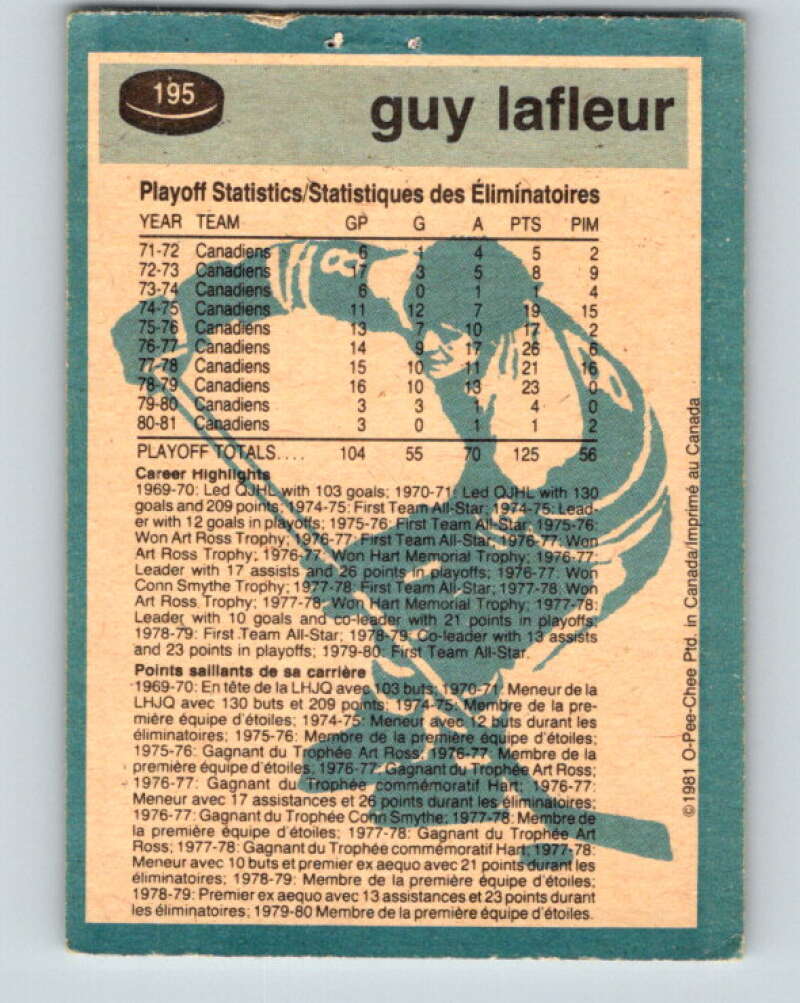 195
guy lafleur
Playoff Statistics/Statistiques des Éliminatoires
YEAR TEAM GP G A PTS PIM
71-72 Canadiens 6 1 4 5 2
72-73 Canadiens 17 3 5 8 9
73-74 Canadiens 6 0 1 1 4
74-75 Canadiens 11 12 7 19 15
75-76 Canadiens 13 7 10 17 2
76-77 Canadiens 14 9 17 26 6
77-78 Canadiens 15 10 11 21 16
78-79 Canadiens 16 10 13 23 0
79-80 Canadiens 3 3 1 4 0
80-81 Canadiens 3 0 1 1 2
PLAYOFF TOTALS.... 104 55 70 125 56
Career Highlights
1969-70: Led QJHL with 103 goals; 1970-71: Led QJHL with 130
goals and 209 points; 1974-75: First Team All-Star; 1974-75: Lead-
er with 12 goals in playoffs; 1975-76: First Team All-Star; 1975-76:
Won Art Ross Trophy; 1976-77: First Team All-Star; 1976-77: Won
Art Ross Trophy; 1976-77: Won Hart Memorial Trophy; 1976-77:
Leader with 17 assists and 26 points in playoffs; 1976-77: Won
Conn Smythe Trophy; 1977-78: First Team All-Star; 1977-78: Won
Art Ross Trophy; 1977-78: Won Hart Memorial Trophy; 1977-78:
Leader with 10 goals and co-leader with 21 points in playoffs;
1978-79: First Team All-Star; 1978-79: Co-leader with 13 assists
and 23 points in playoffs; 1979-80: First Team All-Star.
Points saillants de sa carrière
1969-70: En tête de la LHJQ avec 103 buts; 1970-71: Meneur de la
LHJQ avec 130 buts et 209 points; 1974-75: Membre de la pre-
mière équipe d'étoiles; 1974-75: Meneur avec 12 buts durant les
éliminatoires; 1975-76: Membre de la première équipe d'étoiles;
1975-76: Gagnant du Trophée Art Ross; 1976-77: Membre de la
première équipe d'étoiles; 1976-77: Gagnant du Trophée Art Ross;
1976-77: Gagnant du Trophée commémoratif Hart; 1976-77:
Meneur avec 17 assistances et 26 points durant les éliminatoires;
1976-77: Gagnant du Trophée Conn Smythe; 1977-78: Membre de
la première équipe d'étoiles; 1977-78: Gagnant du Trophée Art
Ross; 1977-78: Gagnant du Trophée commémoratif Hart; 1977-78:
Meneur avec 10 buts et premier ex aequo avec 21 points durant les
éliminatoires; 1978-79: Membre de la première équipe d'étoiles;
1978-79: Premier ex aequo avec 13 assistances et 23 points durant
les éliminatoires; 1979-80 Membre de la première équipe d'étoiles.
©1981 O-Pee-Chee Ptd. in Canada/Imprimé au Canada
8
8